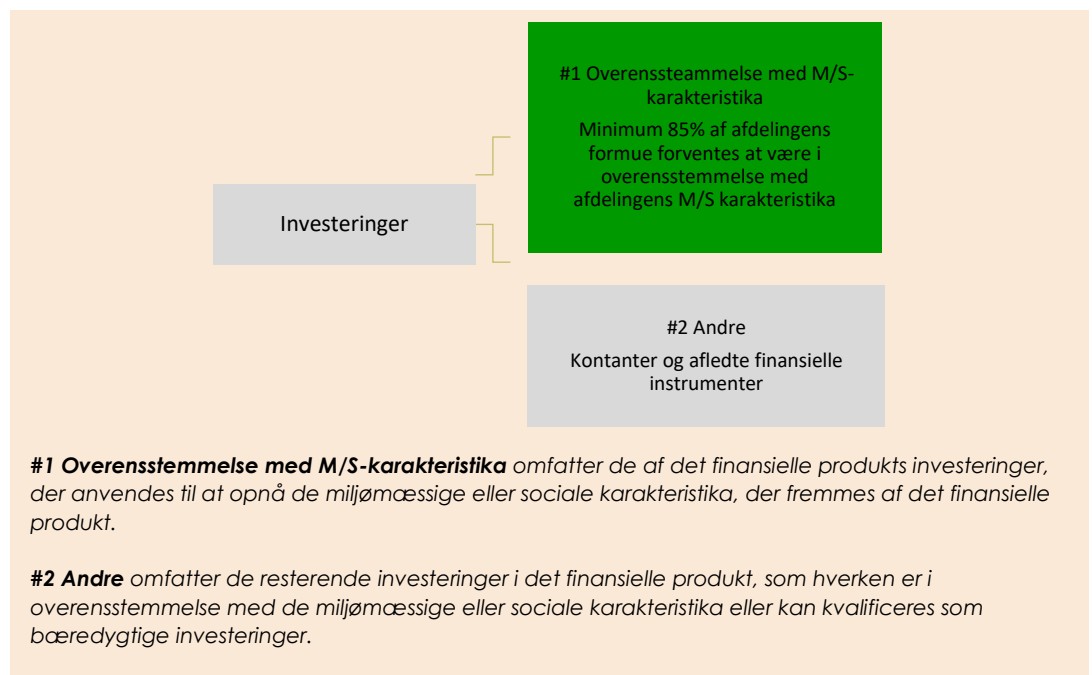 #1 Overenssteammelse med M/S-
karakteristika
Minimum 85% af afdelingens
formue forventes at være i
overensstemmelse med
afdelingens M/S karakteristika
Investeringer
#2 Andre
Kontanter og afledte finansielle
instrumenter
#1 Overensstemmelse med M/S-karakteristika omfatter de af det finansielle produkts investeringer,
der anvendes til at opnå de miljømæssige eller sociale karakteristika, der fremmes af det finansielle
produkt.
#2 Andre omfatter de resterende investeringer i det finansielle produkt, som hverken er i
overensstemmelse med de miljømæssige eller sociale karakteristika eller kan kvalificeres som
bæredygtige investeringer.